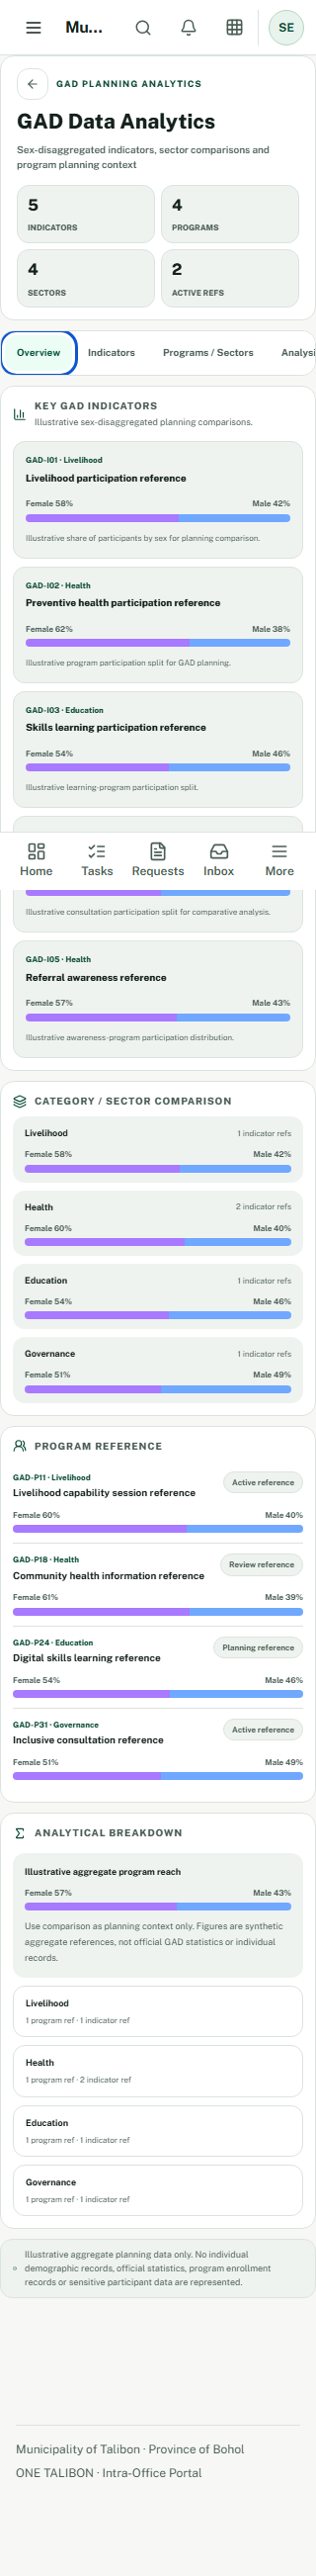 Mu...
SE
GAD PLANNING ANALYTICS
GAD Data Analytics
Sex-disaggregated indicators, sector comparisons and
program planning context
5
INDICATORS
4
PROGRAMS
4
SECTORS
2
ACTIVE REFS
Overview
Indicators
Programs / Sectors
Analysi
KEY GAD INDICATORS
Illustrative sex-disaggregated planning comparisons.
GAD-I01 · Livelihood
Livelihood participation reference
Female 58%
Male 42%
Illustrative share of participants by sex for planning comparison.
GAD-I02 · Health
Preventive health participation reference
Female 62%
Male 38%
Illustrative program participation split for GAD planning.
GAD-I03 · Education
Skills learning participation reference
Female 54%
Male 46%
Illustrative learning-program participation split.
Home
Tasks
Requests
Inbox
More
Illustrative consultation participation split for comparative analysis.
GAD-I05 · Health
Referral awareness reference
Female 57%
Male 43%
Illustrative awareness-program participation distribution.
CATEGORY / SECTOR COMPARISON
Livelihood
1 indicator refs
Female 58%
Male 42%
Health
2 indicator refs
Female 60%
Male 40%
Education
1 indicator refs
Female 54%
Male 46%
Governance
1 indicator refs
Female 51%
Male 49%
PROGRAM REFERENCE
GAD-P11 · Livelihood
Livelihood capability session reference
Active reference
Female 60%
Male 40%
GAD-P18 · Health
Community health information reference
Review reference
Female 61%
Male 39%
GAD-P24 · Education
Digital skills learning reference
Planning reference
Female 54%
Male 46%
GAD-P31 · Governance
Inclusive consultation reference
Active reference
Female 51%
Male 49%
ANALYTICAL BREAKDOWN
Illustrative aggregate program reach
Female 57%
Male 43%
Use comparison as planning context only. Figures are synthetic
aggregate references, not official GAD statistics or individual
records.
Livelihood
1 program ref · 1 indicator ref
Health
1 program ref · 2 indicator ref
Education
1 program ref · 1 indicator ref
Governance
1 program ref · 1 indicator ref
Illustrative aggregate planning data only. No individual
demographic records, official statistics, program enrollment
records or sensitive participant data are represented.
Municipality of Talibon · Province of Bohol
ONE TALIBON · Intra-Office Portal